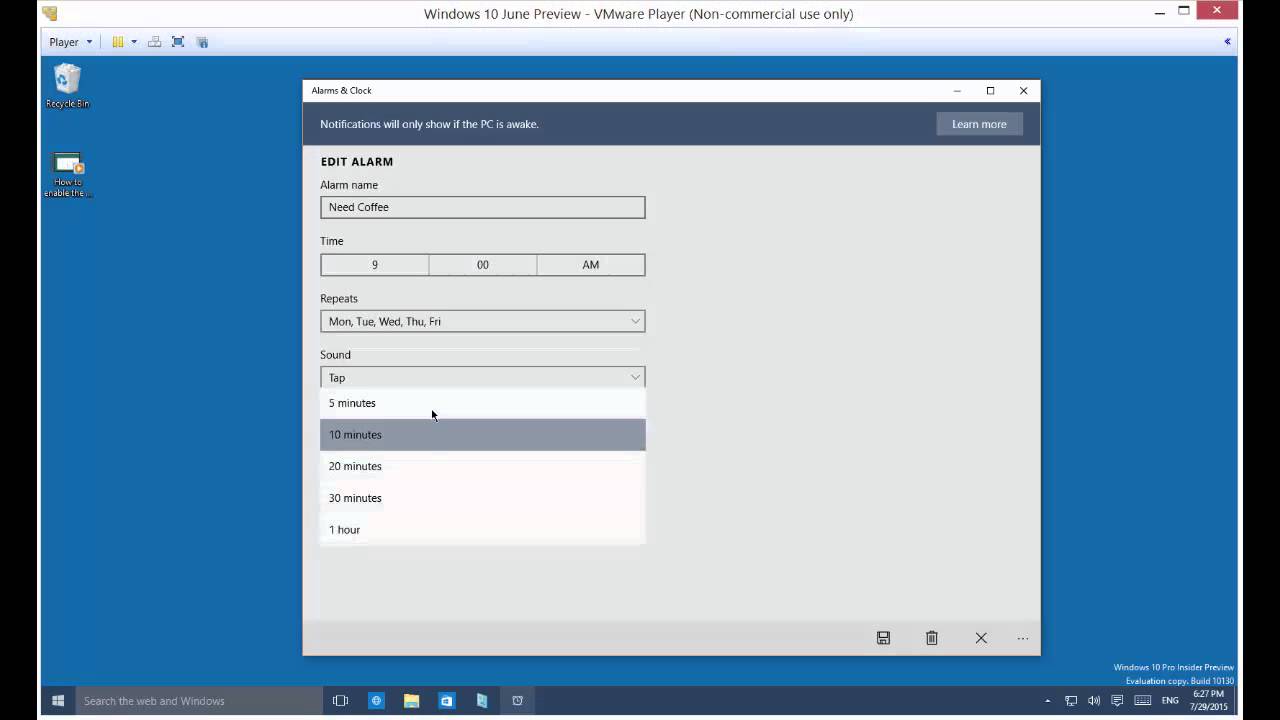 Windows 10 June Preview - VMware Player (Non-commercial use only)
Player
Recycle Bin
How to
enable the ...
Alarms & Clock
Notifications will only show if the PC is awake.
Learn more
EDIT ALARM
Alarm name
Need Coffee
Time
9 00 AM
Repeats
Mon, Tue, Wed, Thu, Fri
Sound
Tap
5 minutes
10 minutes
20 minutes
30 minutes
1 hour
Windows 10 Pro Insider Preview
Evaluation copy. Build 10130
Search the web and Windows
ENG
6:27 PM
7/29/2015